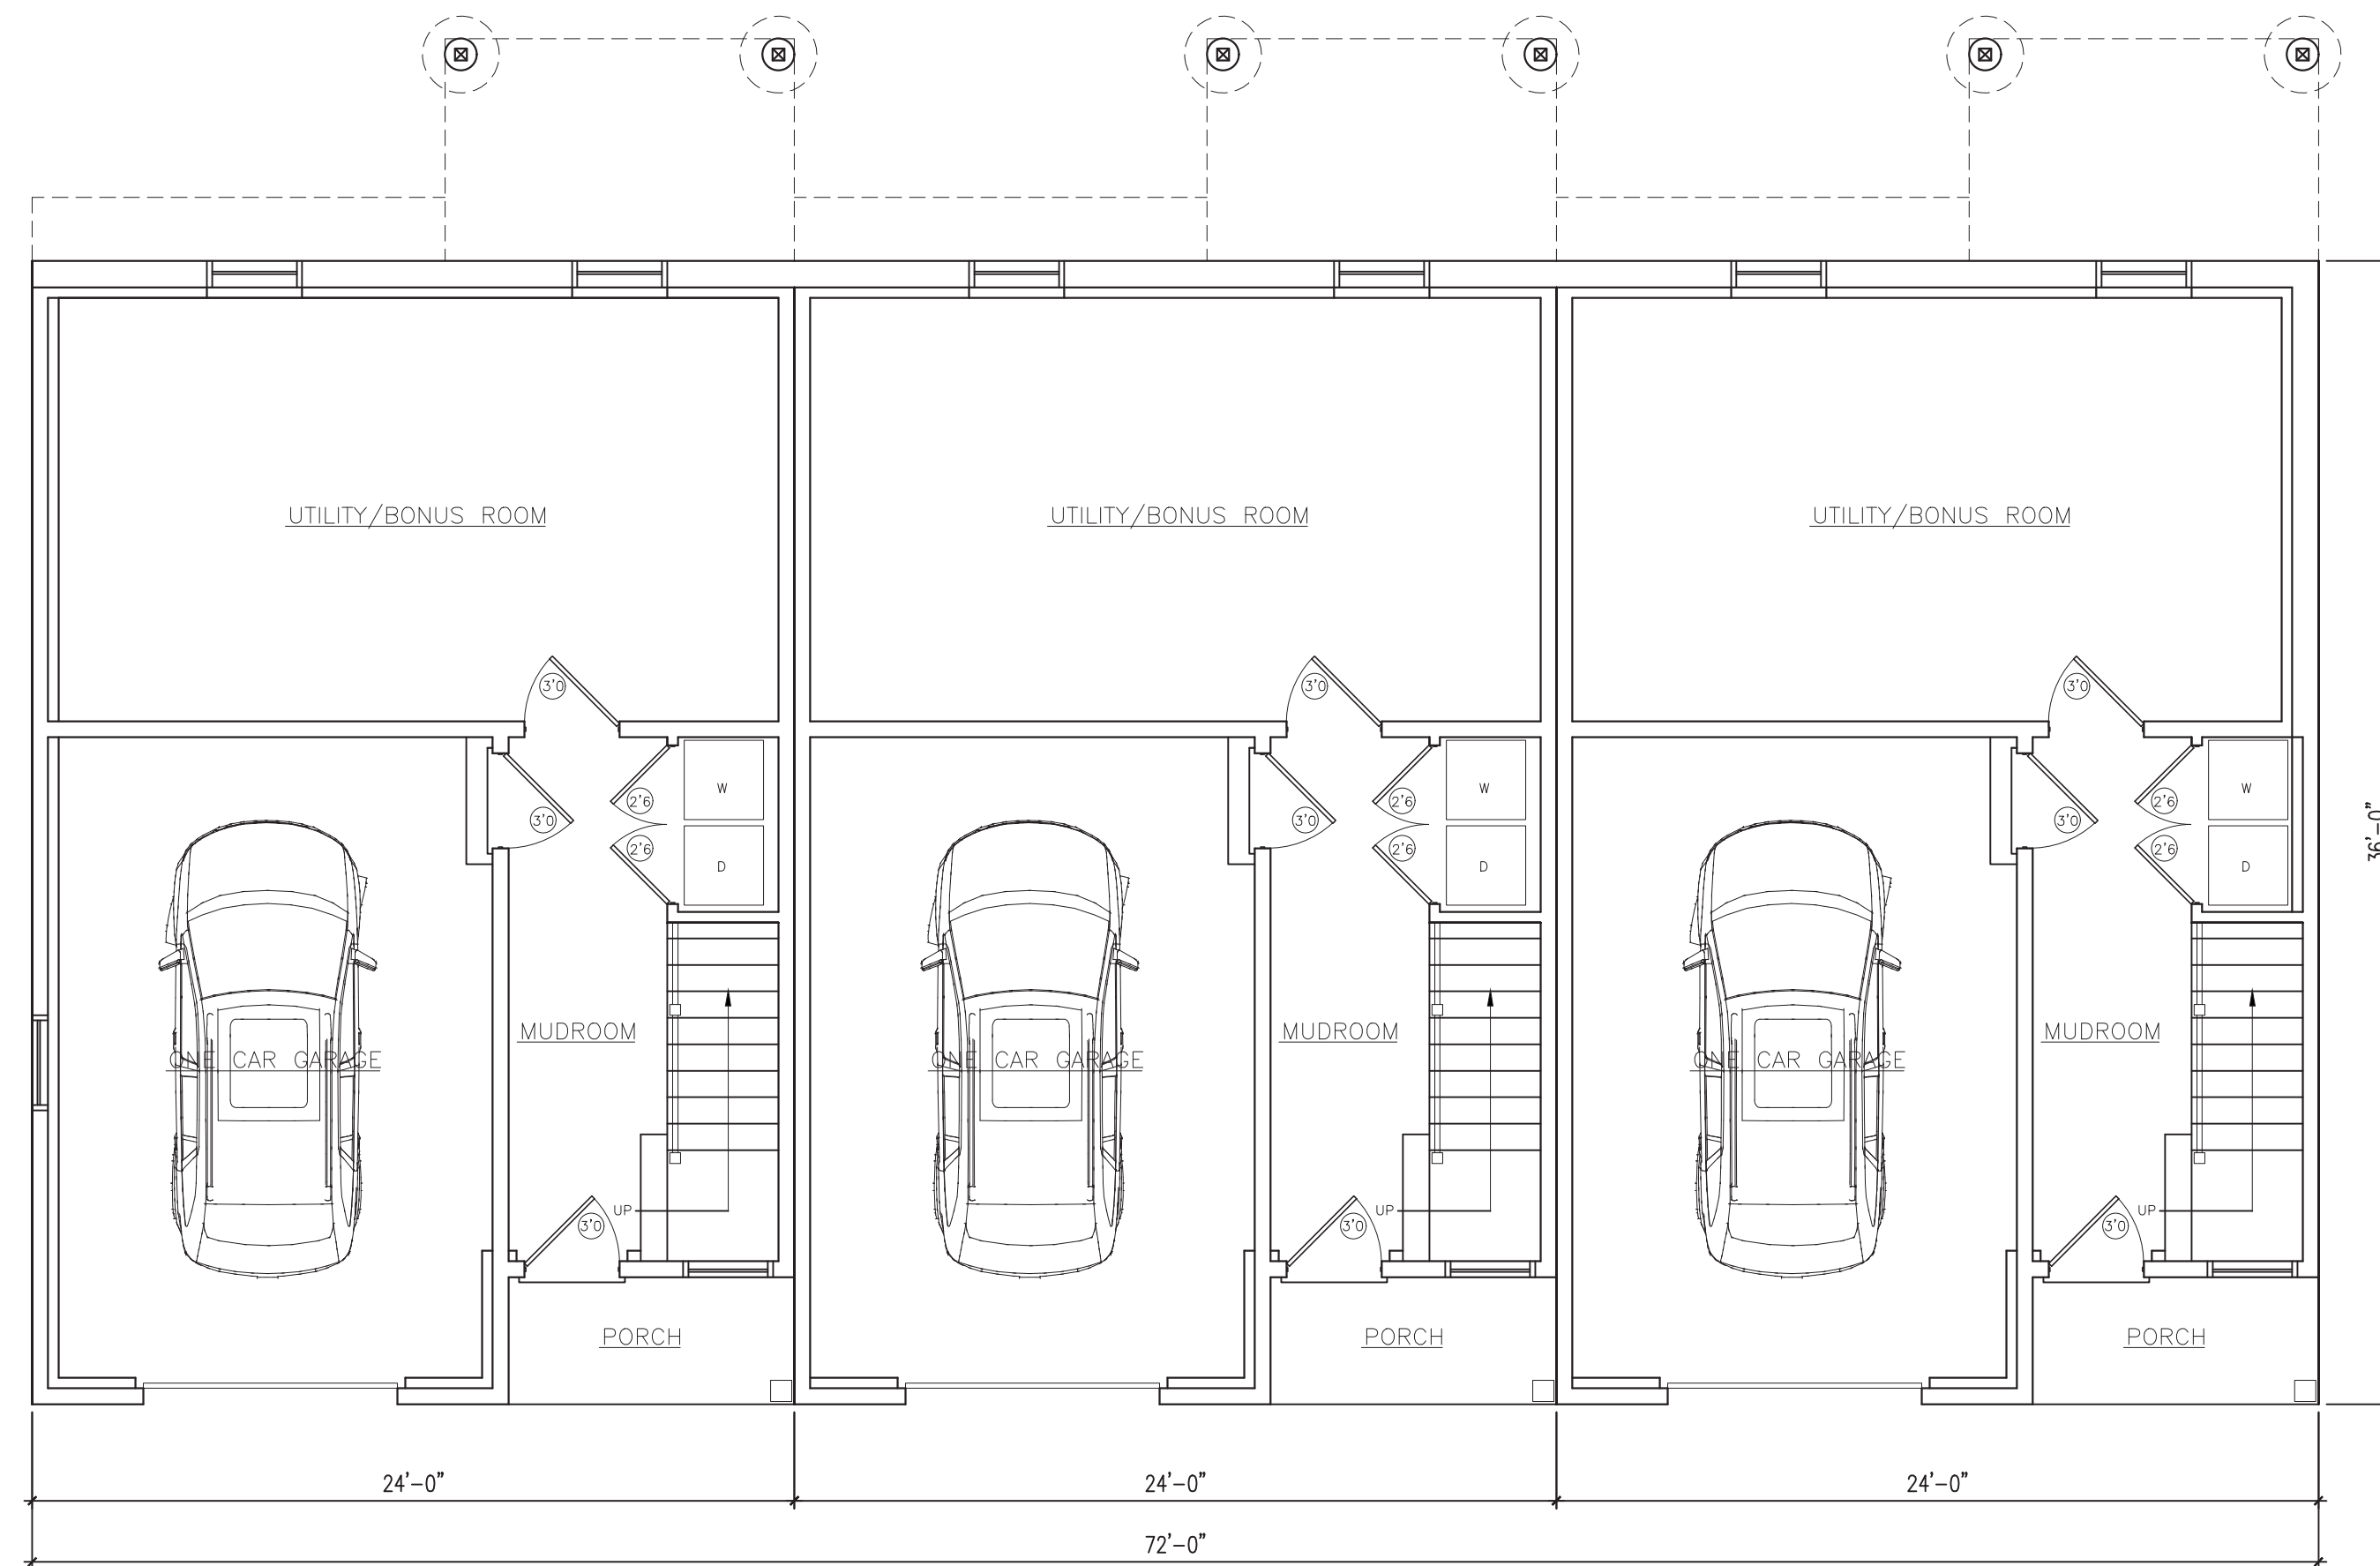 UTILITY/BONUS ROOM UTILITY/BONUS ROOM UTILITY/BONUS ROOM
3'0 3'0 3'0
W W W
2'6 2'6 2'6
3'0 3'0 3'0
36'-0"
2'6 2'6 2'6
D D D
MUDROOM MUDROOM MUDROOM
ONE CAR GARAGE ONE CAR GARAGE ONE CAR GARAGE
UP UP UP
3'0 3'0 3'0
PORCH PORCH PORCH
24'-0" 24'-0" 24'-0"
72'-0"